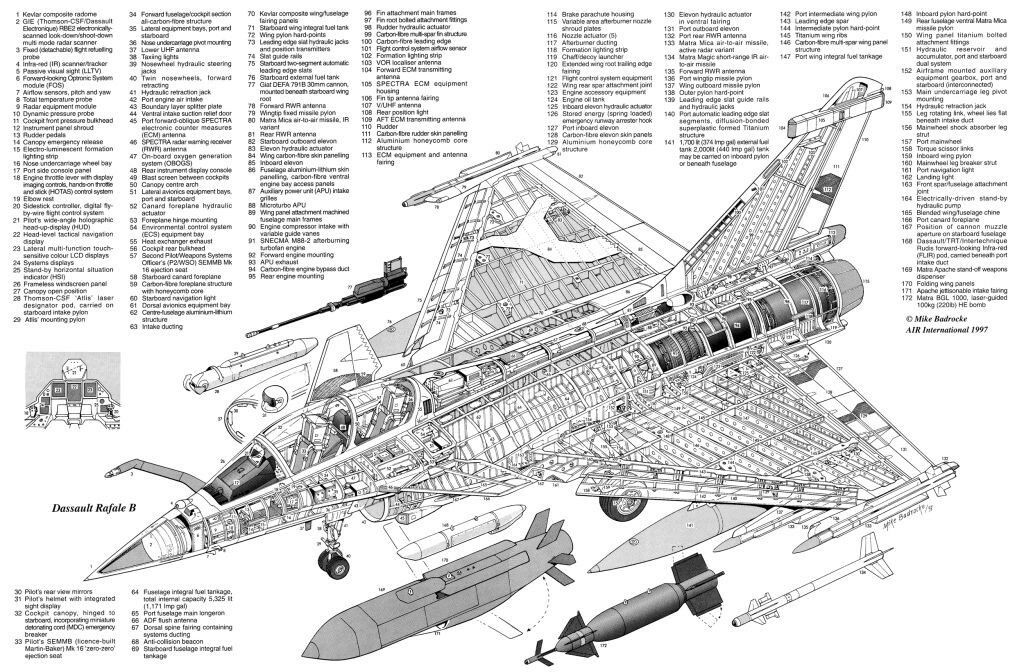 1 Kevlar composite radome
2 GIE (Thomson-CSF/Dassault
Electronique) RBE2 electronically-
scanned look-down/shoot-down
multi mode radar scanner
3 Fixed (detachable) flight refuelling
probe
4 Infra-red (IR) scanner/tracker
5 Passive visual sight (LLTV)
6 Forward-looking Optronic System
module (FOS)
7 Airflow sensors, pitch and yaw
8 Total temperature probe
9 Radar equipment module
10 Dynamic pressure probe
11 Cockpit front pressure bulkhead
12 Instrument panel shroud
13 Rudder pedals
14 Canopy emergency release
15 Electro-luminescent formation
lighting strip
16 Nose undercarriage wheel bay
17 Port side console panel
18 Engine throttle lever with display
imaging controls, hands-on throttle
and stick (HOTAS) control system
19 Elbow rest
20 Sidestick controller, digital fly-
by-wire flight control system
21 Pilot's wide-angle holographic
head-up-display (HUD)
22 Head-level tactical navigation
display
23 Lateral multi-function touch-
sensitive colour LCD displays
24 Systems displays
25 Stand-by horizontal situation
indicator (HSI)
26 Frameless windscreen panel
27 Canopy open position
28 Thomson-CSF 'Atlis' laser
designator pod, carried on
starboard intake pylon
29 Atlis' mounting pylon
34 Forward fuselage/cockpit section
all-carbon-fibre structure
35 Lateral equipment bays, port and
starboard
36 Nose undercarriage pivot mounting
37 Lower UHF antenna
38 Taxiing lights
39 Nosewheel hydraulic steering
jacks
40 Twin nosewheels, forward
retracting
41 Hydraulic retraction jack
42 Port engine air intake
43 Boundary layer splitter plate
44 Ventral intake suction relief door
45 Port forward-oblique SPECTRA
electronic counter measures
(ECM) antenna
46 SPECTRA radar warning receiver
(RWR) antenna
47 On-board oxygen generation
system (OBOGS)
48 Rear instrument display console
49 Blast screen between cockpits
50 Canopy centre arch
51 Lateral avionics equipment bays,
port and starboard
52 Canard foreplane hydraulic
actuator
53 Foreplane hinge mounting
54 Environmental control system
(ECS) equipment bay
55 Heat exchanger exhaust
56 Cockpit rear bulkhead
57 Second Pilot/Weapons Systems
Officer's (P2/WSO) SEMMB Mk
16 ejection seat
58 Starboard canard foreplane
59 Carbon-fibre foreplane structure
with honeycomb core
60 Starboard navigation light
61 Dorsal avionics equipment bay
62 Centre-fuselage aluminium-lithium
structure
63 Intake ducting
70 Kevlar composite wing/fuselage
fairing panels
71 Starboard wing integral fuel tank
72 Wing pylon hard-points
73 Leading edge slat hydraulic jacks
and position transmitters
74 Slat guide rails
75 Starboard two-segment automatic
leading edge slats
76 Starboard external fuel tank
77 Giat DEFA 791B 30mm cannon,
mounted beneath starboard wing
root
78 Forward RWR antenna
79 Wingtip fixed missile pylon
80 Matra Mica air-to-air missile, IR
variant
81 Rear RWR antenna
82 Starboard outboard elevon
83 Elevon hydraulic actuator
84 Wing carbon-fibre skin panelling
85 Inboard elevon
86 Fuselage aluminium-lithium skin
panelling, carbon-fibre ventral
engine bay access panels
87 Auxiliary power unit (APU) intake
grilles
88 Microturbo APU
89 Wing panel attachment machined
fuselage main frames
90 Engine compressor intake with
variable guide vanes
91 SNECMA M88-2 afterburning
turbofan engine
92 Forward engine mounting
93 APU exhaust
94 Carbon-fibre engine bypass duct
95 Rear engine mounting
96 Fin attachment main frames
97 Fin root bolted attachment fittings
98 Rudder hydraulic actuator
99 Carbon-fibre multi-spar fin structure
100 Carbon-fibre leading edge
101 Flight control system airflow sensor
102 Formation lighting strip
103 VOR localiser antenna
104 Forward ECM transmitting
antenna
105 SPECTRA ECM equipment
housing
106 Fin tip antenna fairing
107 V/UHF antenna
108 Rear position light
109 AFT ECM transmitting antenna
110 Rudder
111 Carbon-fibre rudder skin panelling
112 Aluminium honeycomb core
structure
113 ECM equipment and antenna
fairing
114 Brake parachute housing
115 Variable area afterburner nozzle
shroud plates
116 Nozzle actuator (5)
117 Afterburner ducting
118 Formation lighting strip
119 Chaff/decoy launcher
120 Extended wing root trailing edge
fairing
121 Flight control system equipment
122 Wing rear spar attachment joint
123 Engine accessory equipment
124 Engine oil tank
125 Inboard elevon hydraulic actuator
126 Stored energy (spring loaded)
emergency runway arrester hook
127 Port inboard elevon
128 Carbon-fibre elevon skin panels
129 Aluminium honeycomb core
structure
130 Elevon hydraulic actuator
in ventral fairing
131 Port outboard elevon
132 Port rear RWR antenna
133 Matra Mica air-to-air missile,
active radar variant
134 Matra Magic short-range IR air-
to-air missile
135 Forward RWR antenna
136 Port wingtip missile pylon
137 Wing outboard missile pylon
138 Outer pylon hard-point
139 Leading edge slat guide rails
and hydraulic jacks
140 Port automatic leading edge slat
segments, diffusion-bonded
superplastic formed Titanium
structure
141 1,700 lit (374 Imp gal) external fuel
tank 2,000lit (440 Imp gal) tank
may be carried on inboard pylon
or beneath fuselage
142 Port intermediate wing pylon
143 Leading edge spar
144 Intermediate pylon hard-point
145 Titanium wing ribs
146 Carbon-fibre multi-spar wing panel
structure
147 Port wing integral fuel tankage
148 Inboard pylon hard-point
149 Rear fuselage ventral Matra Mica
missile pylon
150 Wing panel titanium bolted
attachment fittings
151 Hydraulic reservoir and
accumulator, port and starboard
dual system
152 Airframe mounted auxiliary
equipment gearbox, port and
starboard (interconnected)
153 Main undercarriage leg pivot
mounting
154 Hydraulic retraction jack
155 Leg rotating link, wheel lies flat
beneath intake duct
156 Mainwheel shock absorber leg
strut
157 Port mainwheel
158 Torque scissor links
159 Inboard wing pylon
160 Mainwheel leg breaker strut
161 Port navigation light
162 Landing light
163 Front spar/fuselage attachment
joint
164 Electrically-driven stand-by
hydraulic pump
165 Blended wing/fuselage chine
166 Port canard foreplane
167 Position of cannon muzzle
aperture on starboard fuselage
168 Dassault/TRT/Intertechnique
Rudis forward-looking Infra-red
(FLIR) pod, carried beneath port
intake duct
169 Matra Apache stand-off weapons
dispenser
170 Folding wing panels
171 Apache jettisonable intake fairing
172 Matra BGL 1000, laser-guided
100kg (220lb) HE bomb
© Mike Badrocke
AIR International 1997
Dassault Rafale B
Mike Badrocke
30 Pilot's rear view mirrors
31 Pilot's helmet with integrated
sight display
32 Cockpit canopy, hinged to
starboard, incorporating miniature
detonating cord (MDC) emergency
breaker
33 Pilot's SEMMB (licence-built
Martin-Baker) Mk 16 'zero-zero'
ejection seat
64 Fuselage integral fuel tankage,
total internal capacity 5,325 lit
(1,171 Imp gal)
65 Port fuselage main longeron
66 ADF flush antenna
67 Dorsal spine fairing containing
systems ducting
68 Anti-collision beacon
69 Starboard fuselage integral fuel
tankage